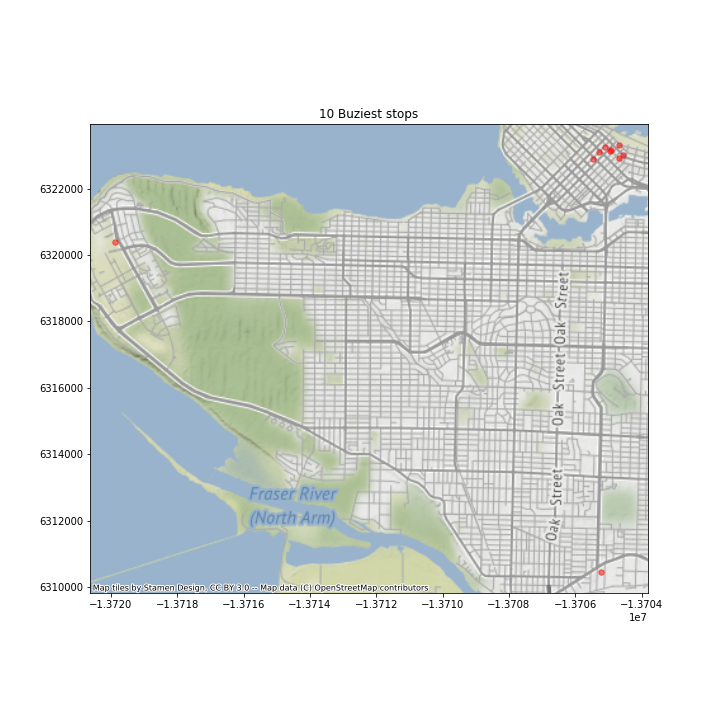 10 Buziest stops
6322000
6320000
6318000
6316000
6314000
6312000
6310000
Oak Street
Oak Street
Oak Street
Fraser River
(North Arm)
Map tiles by Stamen Design, CC BY 3.0 -- Map data (C) OpenStreetMap contributors
−1.3720 −1.3718 −1.3716 −1.3714 −1.3712 −1.3710 −1.3708 −1.3706 −1.3704
1e7